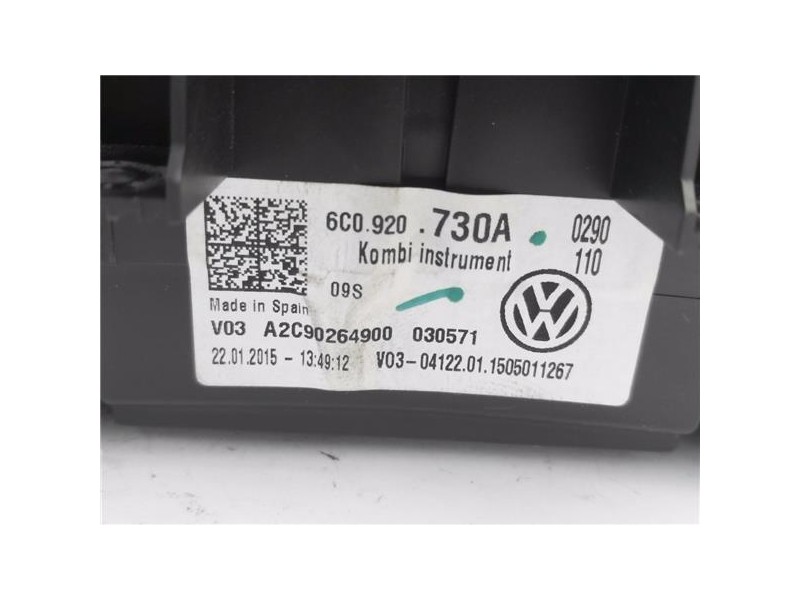 6C0.920 .730A. 0290
Kombi instrument 110
09S
Made in Spain
V03 A2C90264900 030571
22.01.2015 - 13:49:12 V03-04122.01.1505011267